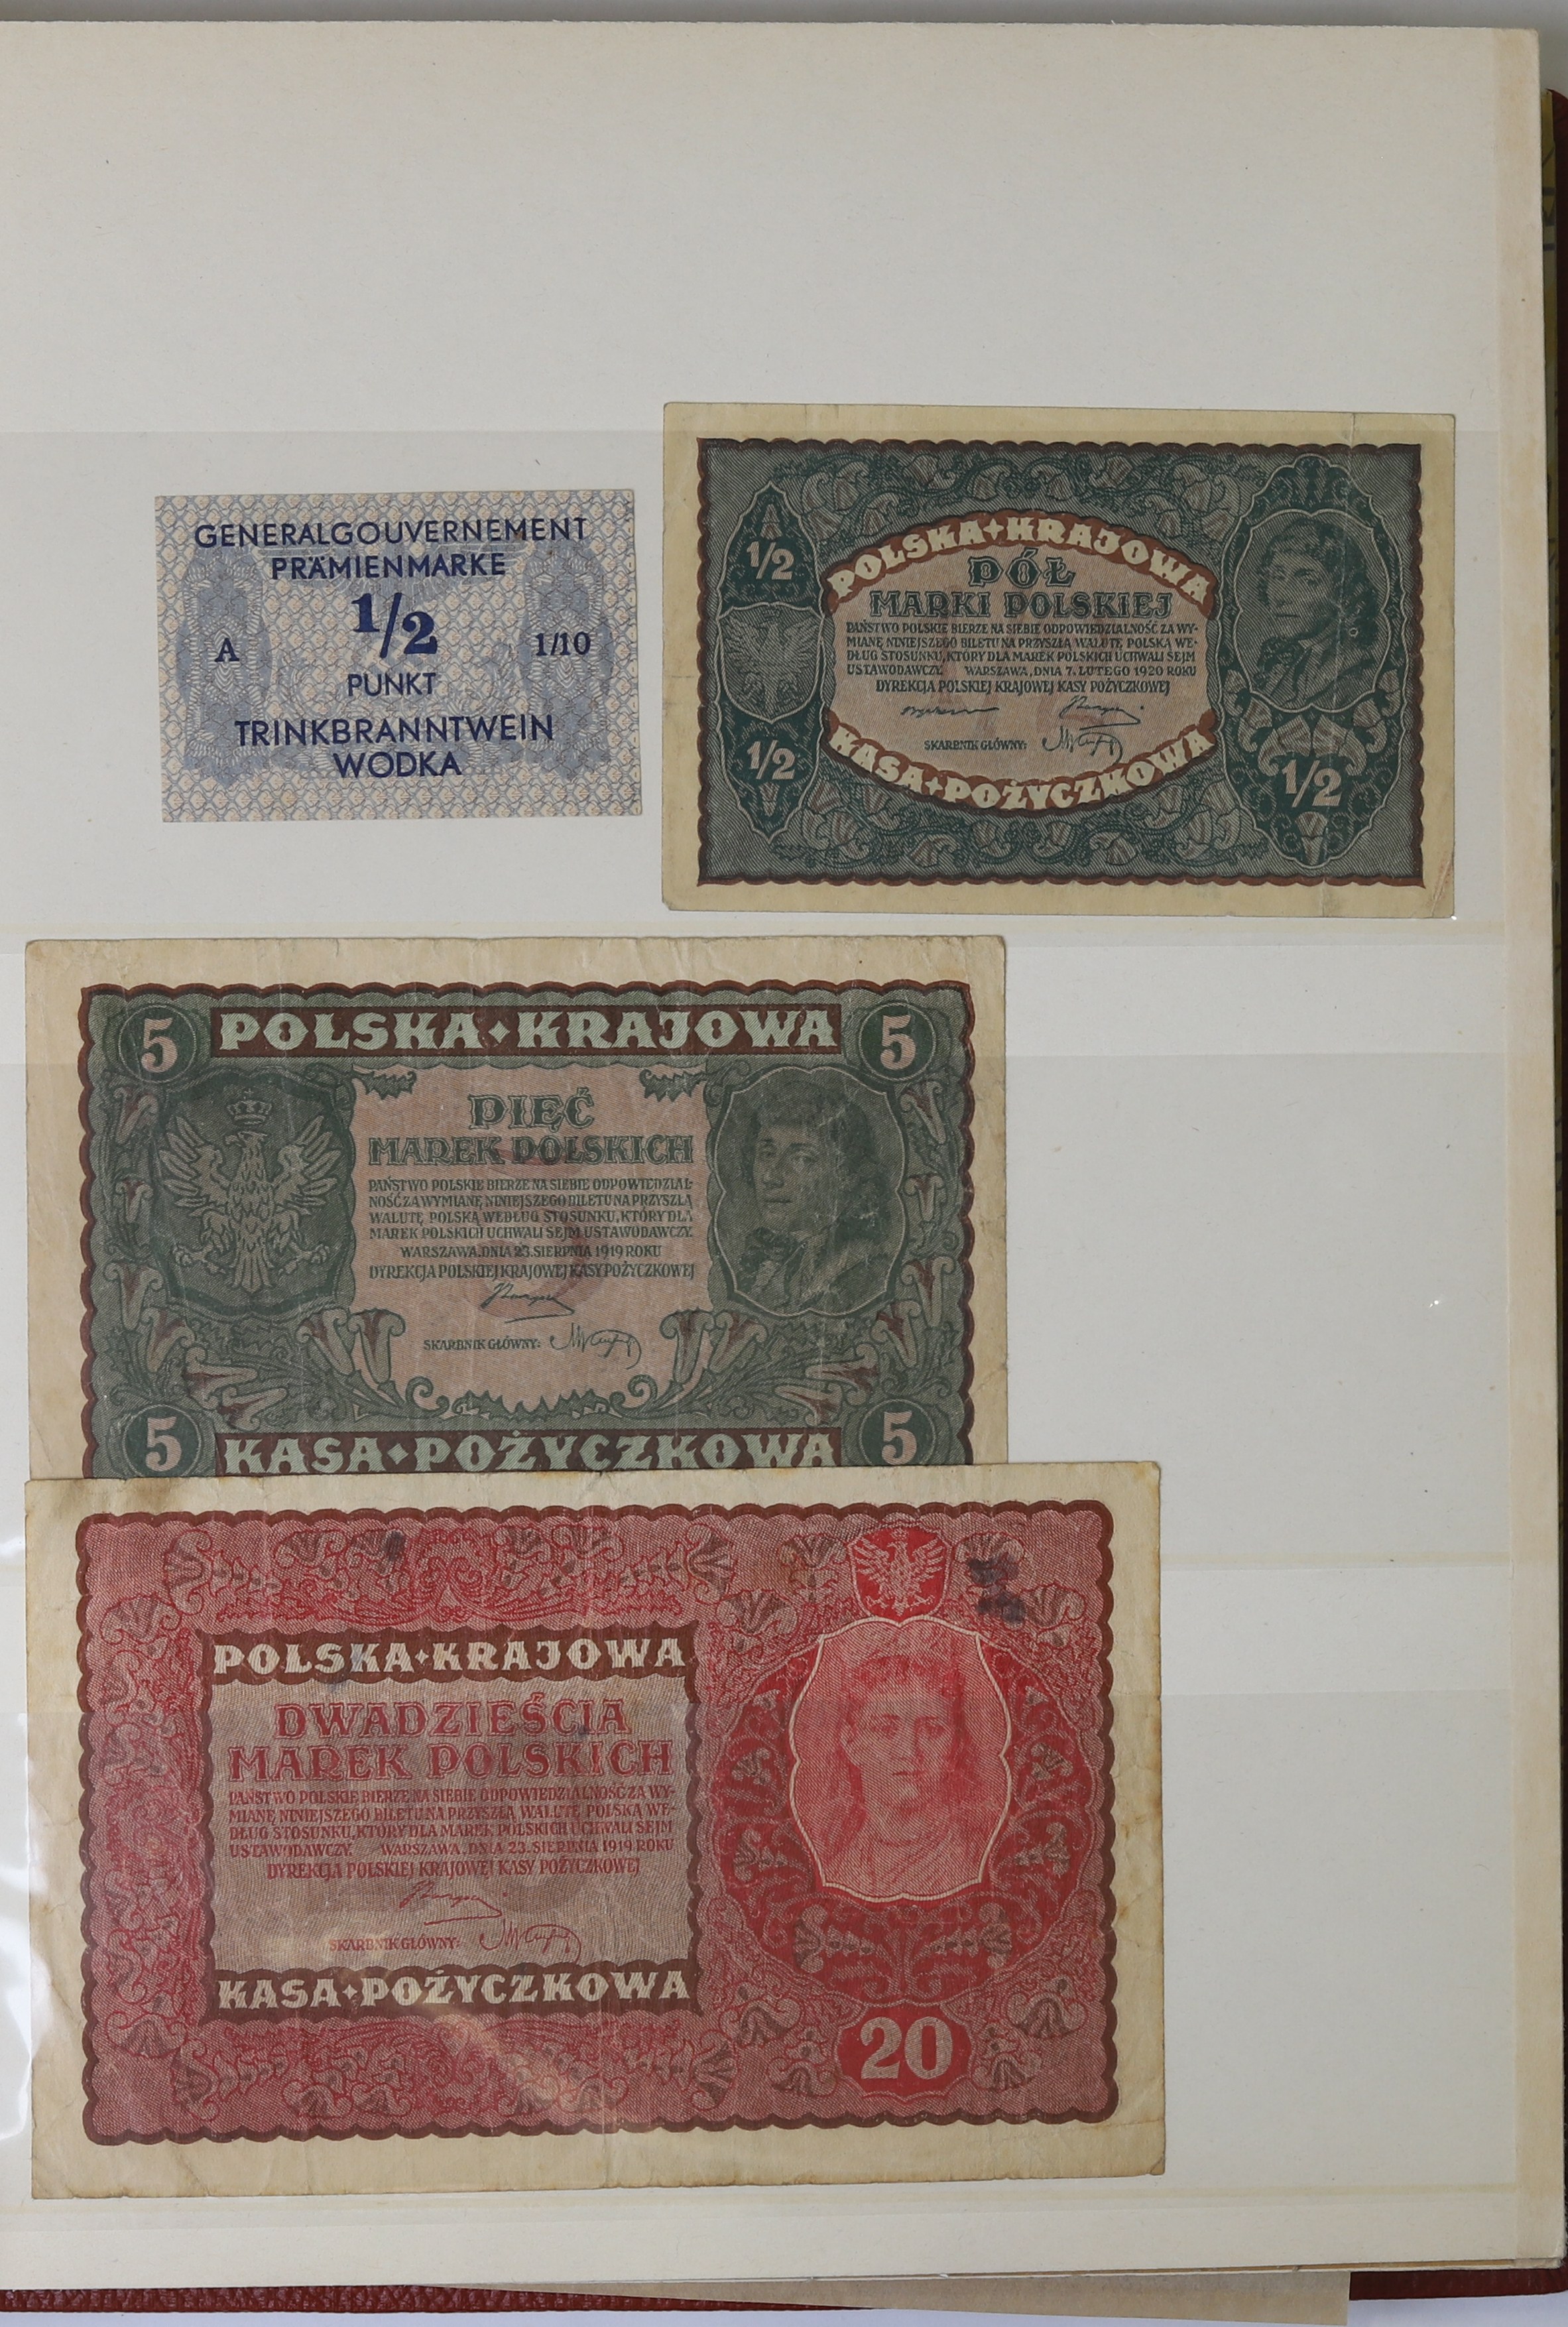 GENERALGOUVERNEMENT
PRÄMIENMARKE
1/2
A
1/10
PUNKT
TRINKBRANNTWEIN
WODKA
POLSKA KRAJOWA
1/2
PÓŁ
MARKI POLSKIEJ
PAŃSTWO POLSKIE BIERZE NA SIEBIE ODPOWIEDZIALNOŚĆ ZA WY-
MIANĘ NINIEJSZEGO BILETU NA PRZYSZŁĄ WALUTĘ POLSKĄ WE-
DŁUG STOSUNKU, KTÓRY DLA MAREK POLSKICH UCHWALI SEJM
USTAWODAWCZY. WARSZAWA, DNIA 7. LUTEGO 1920 ROKU
DYREKCJA POLSKIEJ KRAJOWEJ KASY POŻYCZKOWEJ
SKARBNIK GŁÓWNY:
1/2
1/2
KASA POŻYCZKOWA
5 POLSKA KRAJOWA 5
PIĘĆ
MAREK POLSKICH
PAŃSTWO POLSKIE BIERZE NA SIEBIE ODPOWIEDZIAL-
NOŚĆ ZA WYMIANĘ NINIEJSZEGO BILETU NA PRZYSZŁĄ
WALUTĘ POLSKĄ WEDŁUG STOSUNKU, KTÓRY DLA
MAREK POLSKICH UCHWALI SEJM USTAWODAWCZY.
WARSZAWA, DNIA 23. SIERPNIA 1919 ROKU
DYREKCJA POLSKIEJ KRAJOWEJ KASY POŻYCZKOWEJ
SKARBNIK GŁÓWNY:
5 KASA POŻYCZKOWA 5
POLSKA KRAJOWA
DWADZIEŚCIA
MAREK POLSKICH
PAŃSTWO POLSKIE BIERZE NA SIEBIE ODPOWIEDZIALNOŚĆ ZA WY-
MIANĘ NINIEJSZEGO BILETU NA PRZYSZŁĄ WALUTĘ POLSKĄ WE-
DŁUG STOSUNKU, KTÓRY DLA MAREK POLSKICH UCHWALI SEJM
USTAWODAWCZY. WARSZAWA, DNIA 23. SIERPNIA 1919 ROKU
DYREKCJA POLSKIEJ KRAJOWEJ KASY POŻYCZKOWEJ
SKARBNIK GŁÓWNY:
KASA POŻYCZKOWA
20